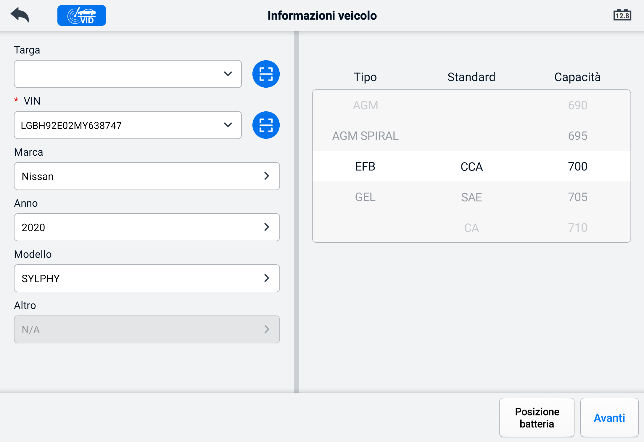 VID
Informazioni veicolo
12.8
Targa
* VIN
LGBH92E02MY638747
Marca
Nissan
Anno
2020
Modello
SYLPHY
Altro
N/A
Tipo Standard Capacità
AGM 690
AGM SPIRAL 695
EFB CCA 700
GEL SAE 705
CA 710
Posizione
batteria
Avanti